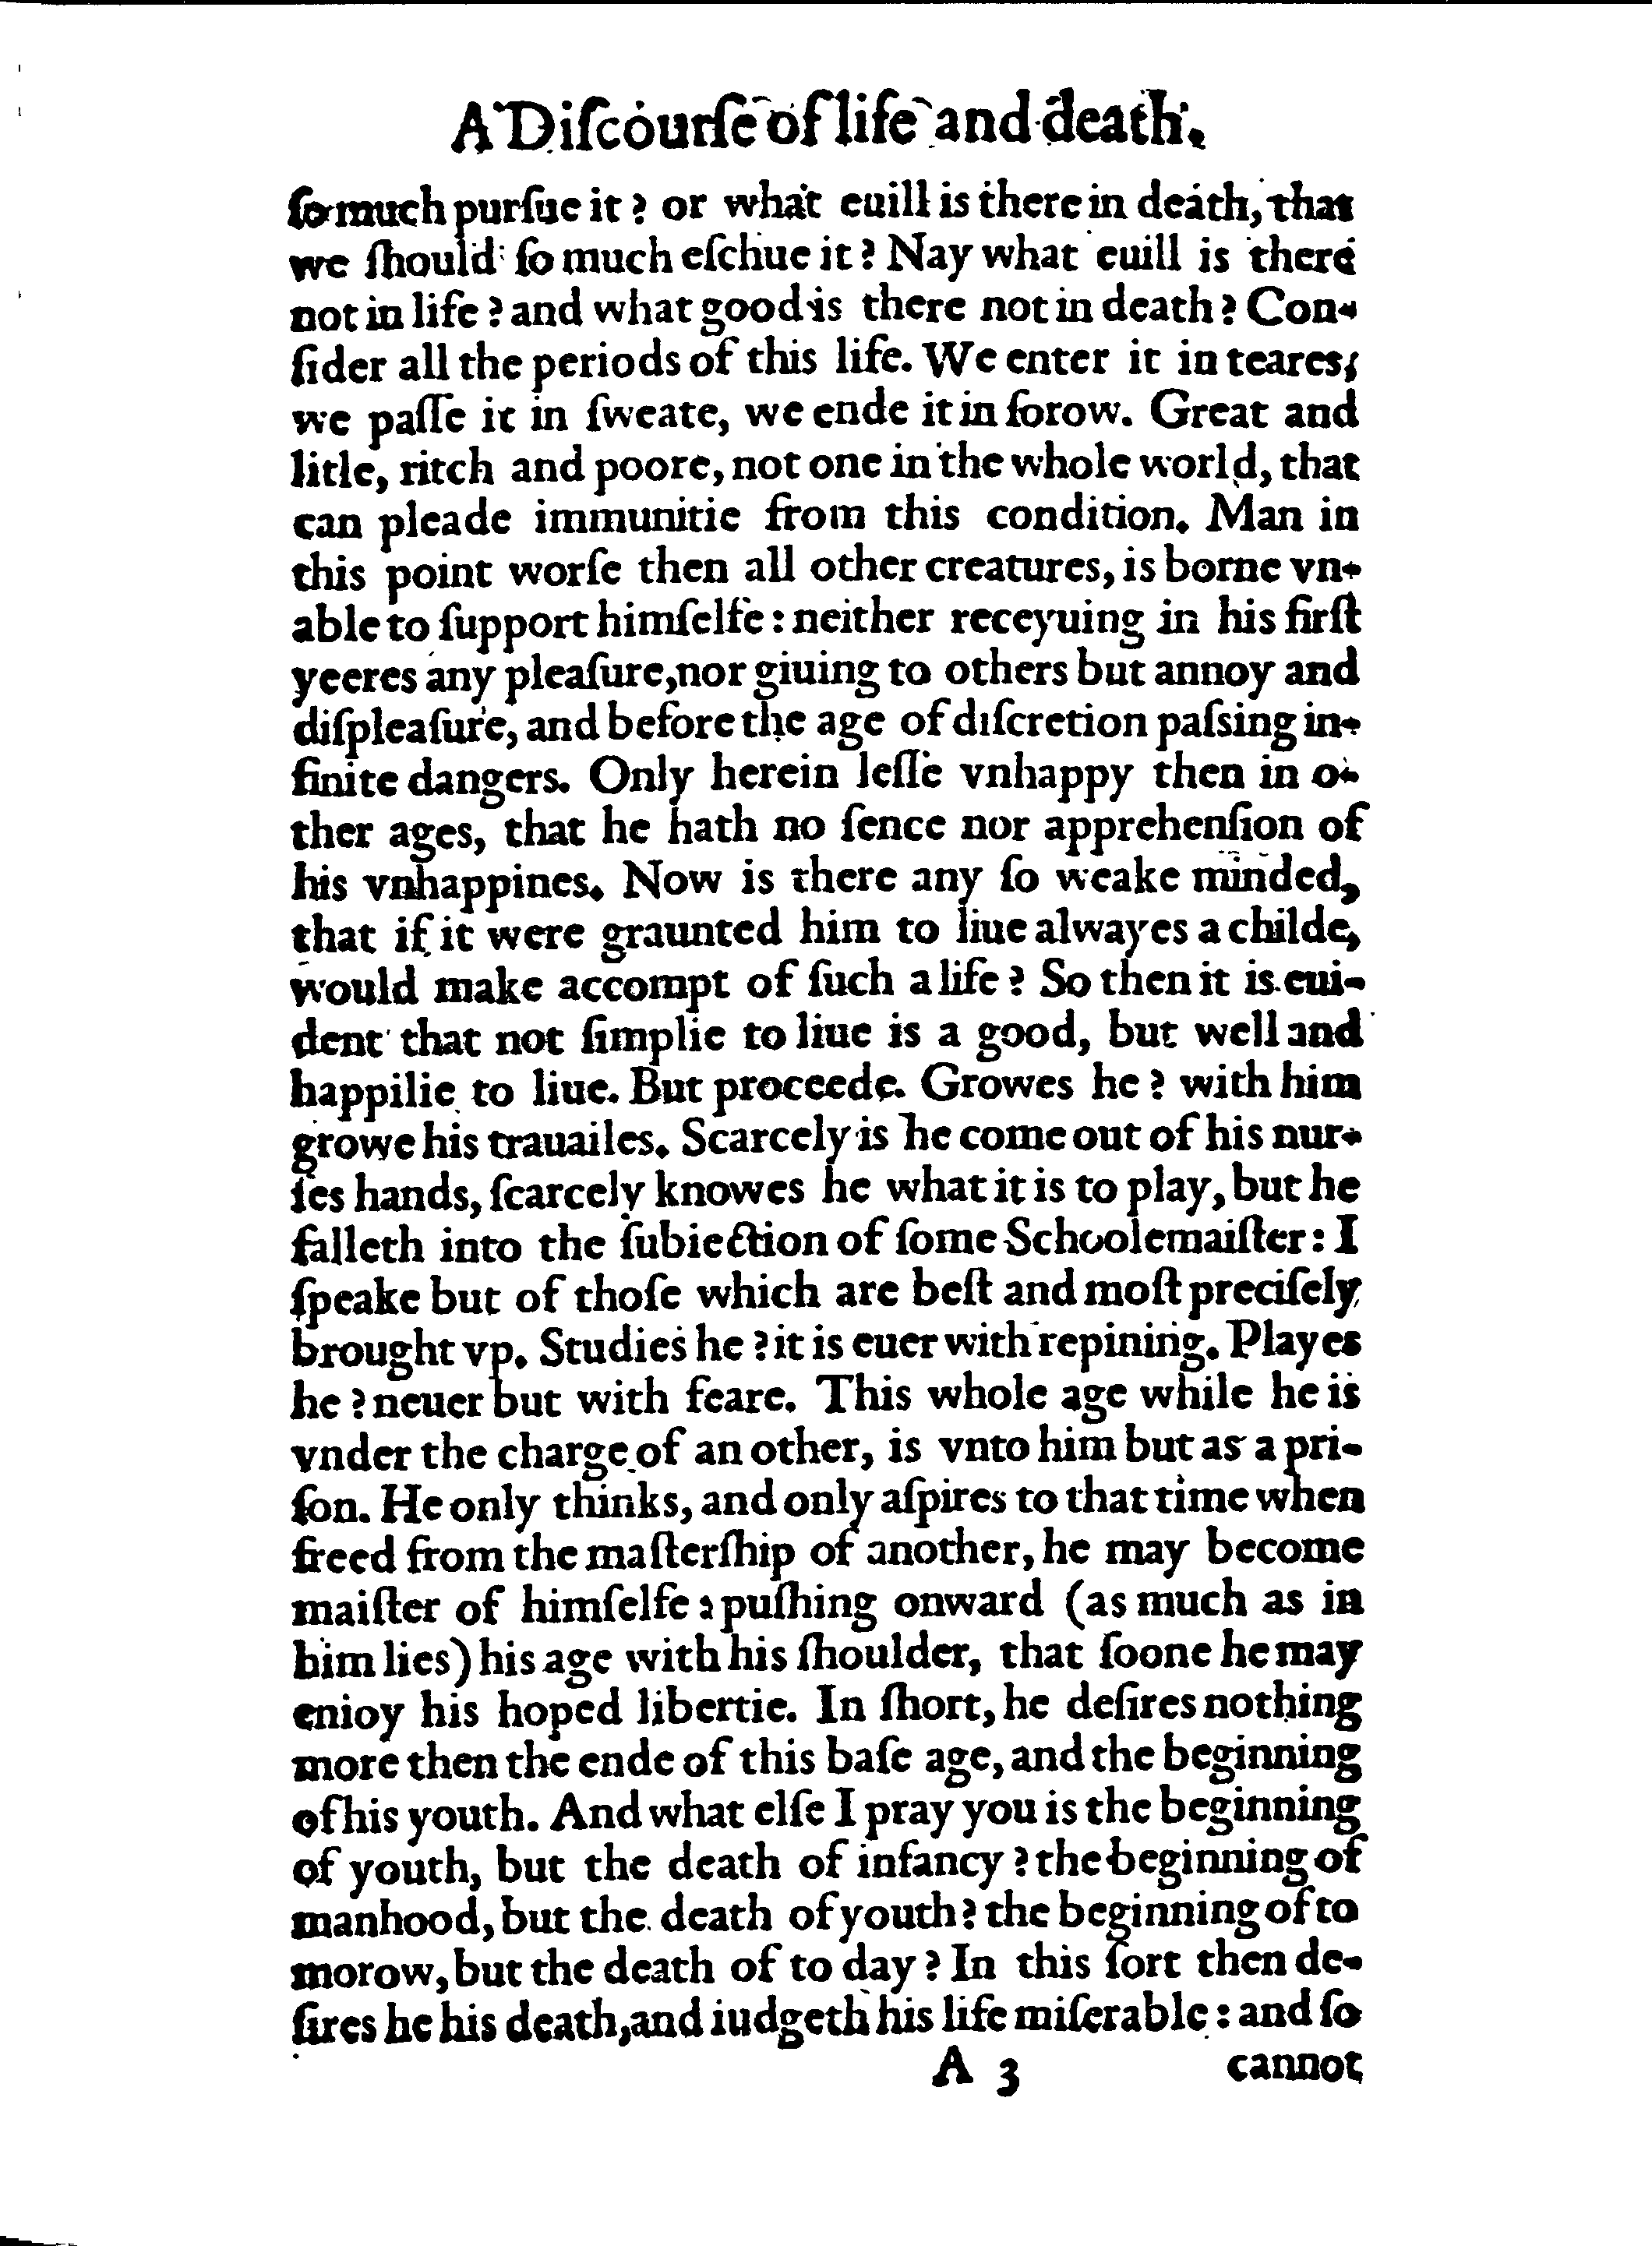 A Diſcourſe of life and death.
ſo much purſue it? or what euill is there in death, that
we ſhould ſo much eſchue it? Nay what euill is there
not in life? and what good is there not in death? Con-
ſider all the periods of this life. We enter it in teares,
we paſſe it in ſweate, we ende it in ſorow. Great and
litle, ritch and poore, not one in the whole world, that
can pleade immunitie from this condition. Man in
this point worſe then all other creatures, is borne vn-
able to ſupport himſelfe: neither receyuing in his firſt
yeeres any pleaſure, nor giuing to others but annoy and
diſpleaſure, and before the age of diſcretion paſsing in-
finite dangers. Only herein leſſe vnhappy then in o-
ther ages, that he hath no ſence nor apprehenſion of
his vnhappines. Now is there any ſo weake minded,
that if it were graunted him to liue alwayes a childe,
would make accompt of ſuch a life? So then it is eui-
dent that not ſimplie to liue is a good, but well and
happilie to liue. But proceede. Growes he? with him
growe his trauailes. Scarcely is he come out of his nur-
ſes hands, ſcarcely knowes he what it is to play, but he
falleth into the ſubiection of ſome Schoolemaiſter: I
ſpeake but of thoſe which are beſt and moſt preciſely
brought vp. Studies he? it is euer with repining. Playes
he? neuer but with feare. This whole age while he is
vnder the charge of an other, is vnto him but as a pri-
ſon. He only thinks, and only aſpires to that time when
freed from the maſterſhip of another, he may become
maiſter of himſelfe: puſhing onward (as much as in
him lies) his age with his ſhoulder, that ſoone he may
enioy his hoped libertie. In ſhort, he deſires nothing
more then the ende of this baſe age, and the beginning
of his youth. And what elſe I pray you is the beginning
of youth, but the death of infancy? the beginning of
manhood, but the death of youth? the beginning of to
morow, but the death of to day? In this ſort then de-
ſires he his death, and iudgeth his life miſerable: and ſo
A 3 cannot